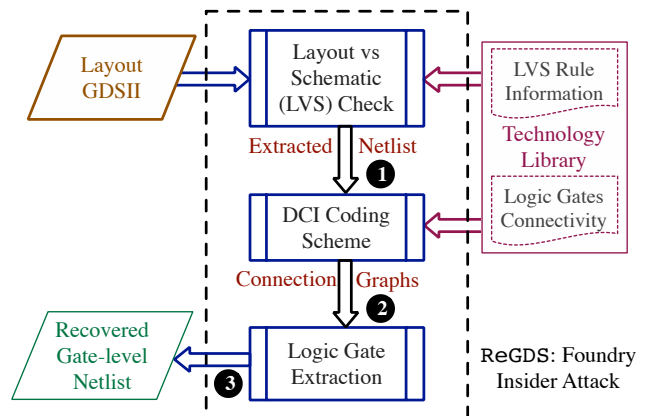 Layout
GDSII
Layout vs
Schematic
(LVS) Check
LVS Rule
Information
Technology
Library
Logic Gates
Connectivity
Extracted Netlist
1
DCI Coding
Scheme
Connection Graphs
2
Logic Gate
Extraction
3
Recovered
Gate-level
Netlist
ReGDS: Foundry
Insider Attack